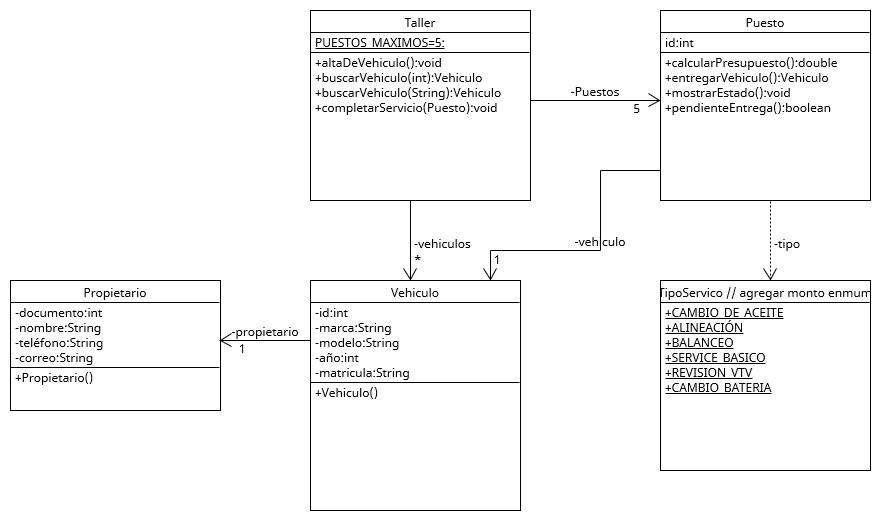 Taller
PUESTOS_MAXIMOS=5:
+altaDeVehiculo():void
+buscarVehiculo(int):Vehiculo
+buscarVehiculo(String):Vehiculo
+completarServicio(Puesto):void
Puesto
id:int
+calcularPresupuesto():double
+entregarVehiculo():Vehiculo
+mostrarEstado():void
+pendienteEntrega():boolean
-Puestos
5
-vehiculos
*
-vehiculo
1
-tipo
Propietario
-documento:int
-nombre:String
-teléfono:String
-correo:String
+Propietario()
-propietario
1
Vehiculo
-id:int
-marca:String
-modelo:String
-año:int
-matricula:String
+Vehiculo()
TipoServico // agregar monto enmum
+CAMBIO_DE_ACEITE
+ALINEACIÓN
+BALANCEO
+SERVICE_BASICO
+REVISION_VTV
+CAMBIO_BATERIA